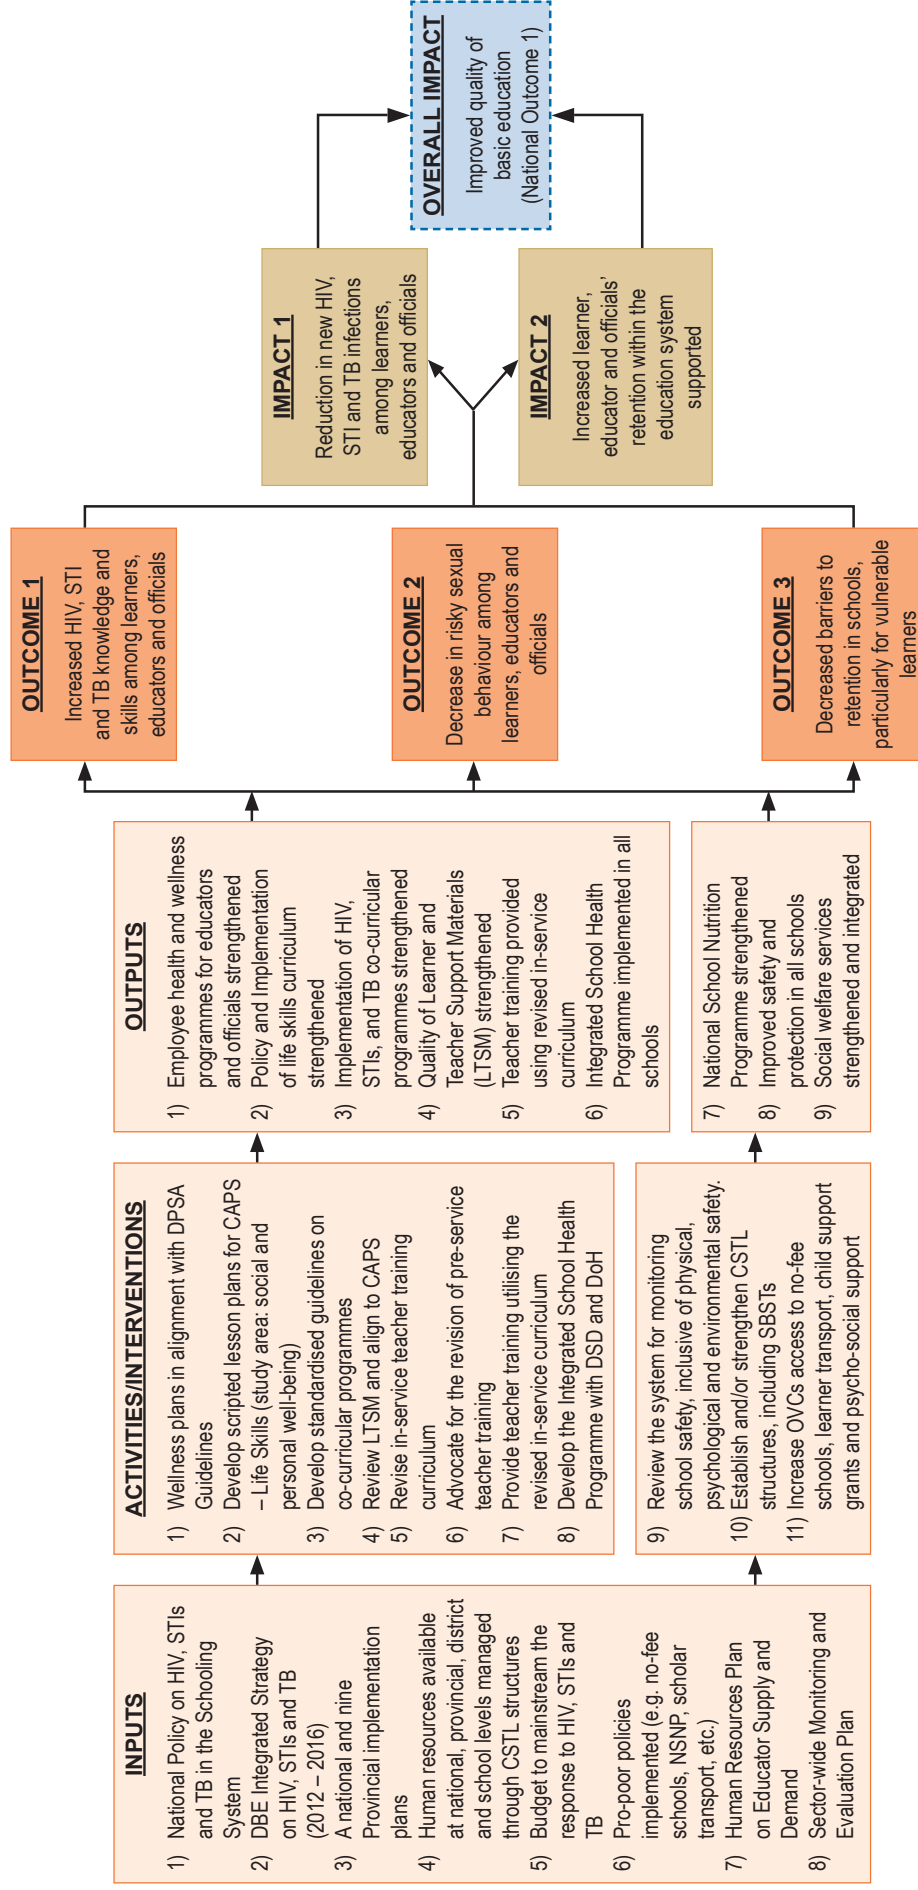 INPUTS
1) National Policy on HIV, STIs
and TB in the Schooling
System
2) DBE Integrated Strategy
on HIV, STIs and TB
(2012 – 2016)
3) A national and nine
Provincial implementation
plans
4) Human resources available
at national, provincial, district
and school levels managed
through CSTL structures
5) Budget to mainstream the
response to HIV, STIs and
TB
6) Pro-poor policies
implemented (e.g. no-fee
schools, NSNP, scholar
transport, etc.)
7) Human Resources Plan
on Educator Supply and
Demand
8) Sector-wide Monitoring and
Evaluation Plan
ACTIVITIES/INTERVENTIONS
1) Wellness plans in alignment with DPSA
Guidelines
2) Develop scripted lesson plans for CAPS
– Life Skills (study area: social and
personal well-being)
3) Develop standardised guidelines on
co-curricular programmes
4) Review LTSM and align to CAPS
5) Revise in-service teacher training
curriculum
6) Advocate for the revision of pre-service
teacher training
7) Provide teacher training utilising the
revised in-service curriculum
8) Develop the Integrated School Health
Programme with DSD and DoH
9) Review the system for monitoring
school safety, inclusive of physical,
psychological and environmental safety.
10) Establish and/or strengthen CSTL
structures, including SBSTs
11) Increase OVCs access to no-fee
schools, learner transport, child support
grants and psycho-social support
OUTPUTS
1) Employee health and wellness
programmes for educators
and officials strengthened
2) Policy and Implementation
of life skills curriculum
strengthened
3) Implementation of HIV,
STIs, and TB co-curricular
programmes strengthened
4) Quality of Learner and
Teacher Support Materials
(LTSM) strengthened
5) Teacher training provided
using revised in-service
curriculum
6) Integrated School Health
Programme implemented in all
schools
7) National School Nutrition
Programme strengthened
8) Improved safety and
protection in all schools
9) Social welfare services
strengthened and integrated
OUTCOME 1
Increased HIV, STI
and TB knowledge and
skills among learners,
educators and officials
OUTCOME 2
Decrease in risky sexual
behaviour among
learners, educators and
officials
OUTCOME 3
Decreased barriers to
retention in schools,
particularly for vulnerable
learners
IMPACT 1
Reduction in new HIV,
STI and TB infections
among learners,
educators and officials
IMPACT 2
Increased learner,
educator and officials’
retention within the
education system
supported
OVERALL IMPACT
Improved quality of
basic education
(National Outcome 1)